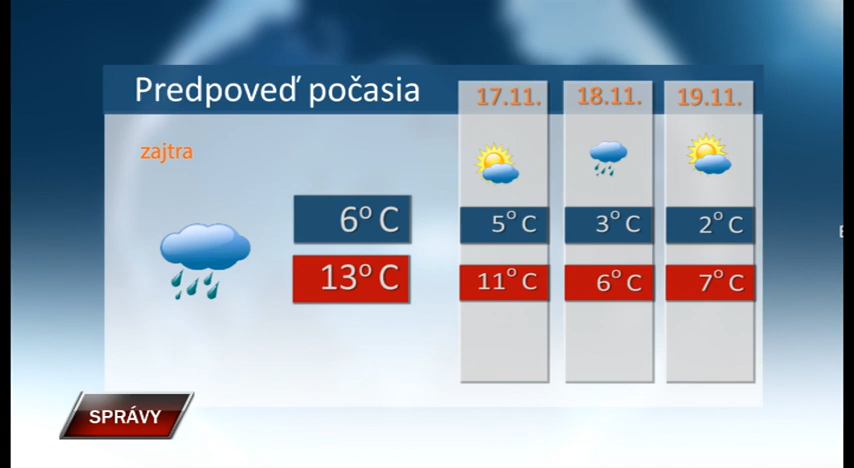 Predpoveď počasia
zajtra
6° C
13° C
17.11.
5° C
11° C
18.11.
3° C
6° C
19.11.
2° C
7° C
SPRÁVY